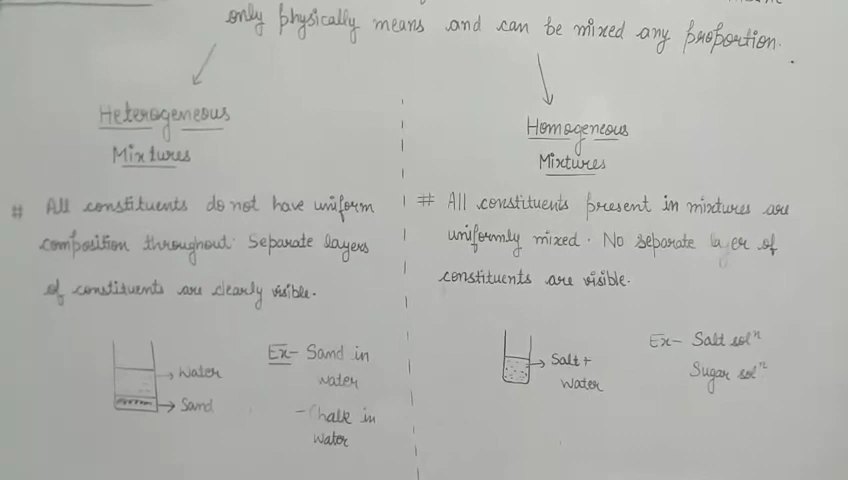 only physically means and can be mixed any proportion.
Heterogeneous
Mixtures
# All constituents do not have uniform
composition throughout. Separate layers
of constituents are clearly visible.
Water
Sand
Ex- Sand in
water
- Chalk in
water
Homogeneous
Mixtures
# All constituents present in mixtures are
uniformly mixed. No separate layer of
constituents are visible.
Salt +
Water
Ex- Salt solⁿ
Sugar solⁿ